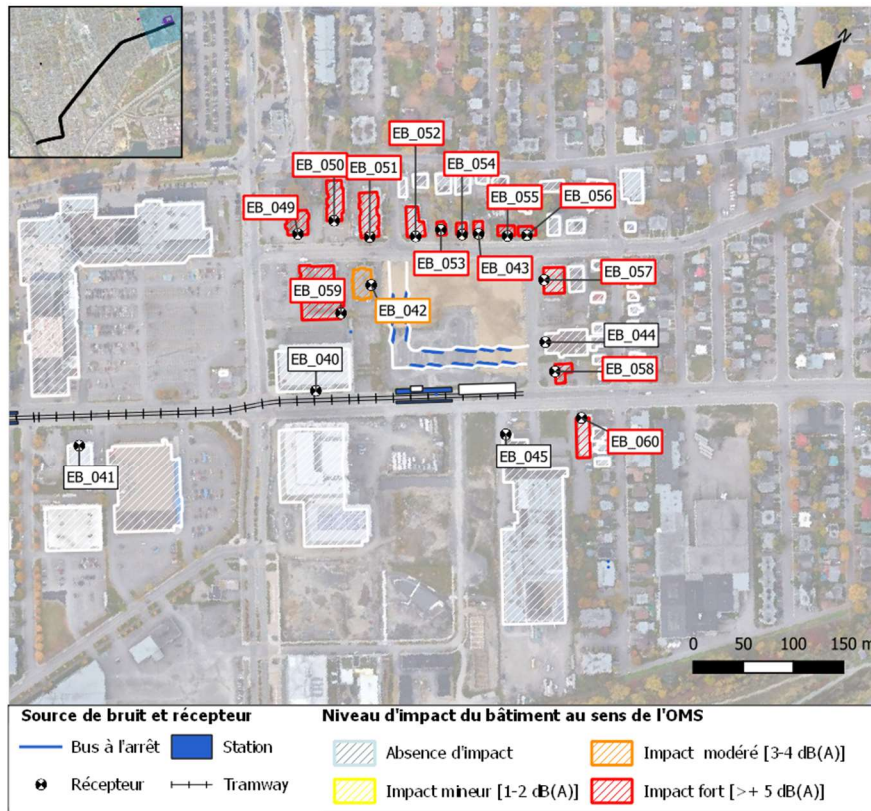 N
EB_052
EB_050
EB_051
EB_054
EB_055
EB_056
EB_049
EB_053
EB_043
EB_057
EB_059
EB_042
EB_044
EB_040
EB_058
EB_041
EB_045
EB_060
0 50 100 150 m
Source de bruit et récepteur
Bus à l'arrêt
Station
Récepteur
Tramway
Niveau d'impact du bâtiment au sens de l'OMS
Absence d'impact
Impact modéré [3-4 dB(A)]
Impact mineur [1-2 dB(A)]
Impact fort [>+ 5 dB(A)]